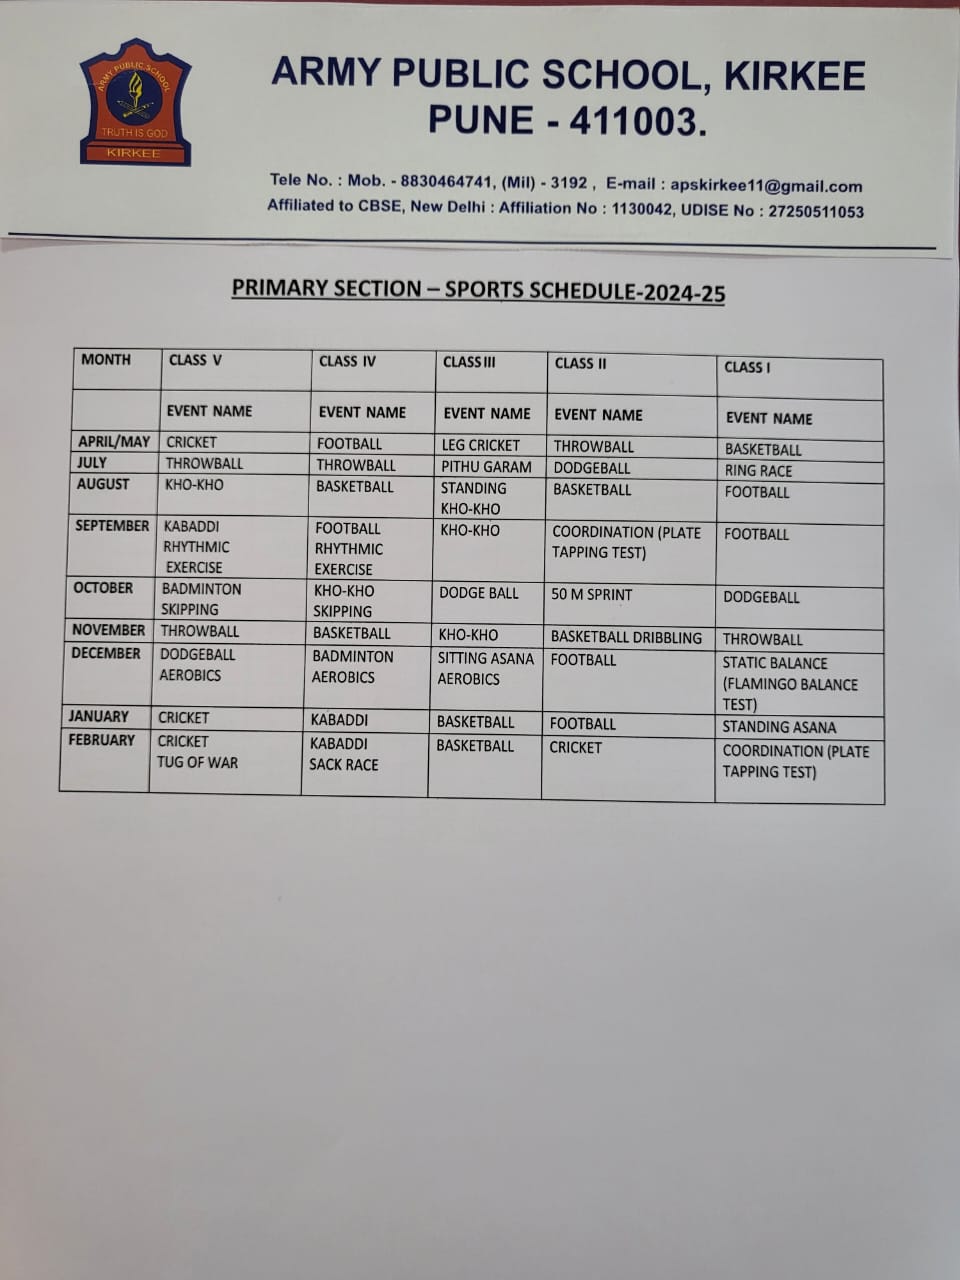 ARMY PUBLIC SCHOOL
TRUTH IS GOD
KIRKEE
ARMY PUBLIC SCHOOL, KIRKEE
PUNE - 411003.
Tele No. : Mob. - 8830464741, (Mil) - 3192 , E-mail : apskirkee11@gmail.com
Affiliated to CBSE, New Delhi : Affiliation No : 1130042, UDISE No : 27250511053
PRIMARY SECTION – SPORTS SCHEDULE-2024-25
MONTH CLASS V CLASS IV CLASS III CLASS II CLASS I
EVENT NAME EVENT NAME EVENT NAME EVENT NAME EVENT NAME
APRIL/MAY CRICKET FOOTBALL LEG CRICKET THROWBALL BASKETBALL
JULY THROWBALL THROWBALL PITHU GARAM DODGEBALL RING RACE
AUGUST KHO-KHO BASKETBALL STANDING BASKETBALL FOOTBALL
KHO-KHO
SEPTEMBER KABADDI FOOTBALL KHO-KHO COORDINATION (PLATE FOOTBALL
RHYTHMIC RHYTHMIC TAPPING TEST)
EXERCISE EXERCISE
OCTOBER BADMINTON KHO-KHO DODGE BALL 50 M SPRINT DODGEBALL
SKIPPING SKIPPING
NOVEMBER THROWBALL BASKETBALL KHO-KHO BASKETBALL DRIBBLING THROWBALL
DECEMBER DODGEBALL BADMINTON SITTING ASANA FOOTBALL STATIC BALANCE
AEROBICS AEROBICS AEROBICS (FLAMINGO BALANCE
TEST)
JANUARY CRICKET KABADDI BASKETBALL FOOTBALL STANDING ASANA
FEBRUARY CRICKET KABADDI BASKETBALL CRICKET COORDINATION (PLATE
TUG OF WAR SACK RACE TAPPING TEST)